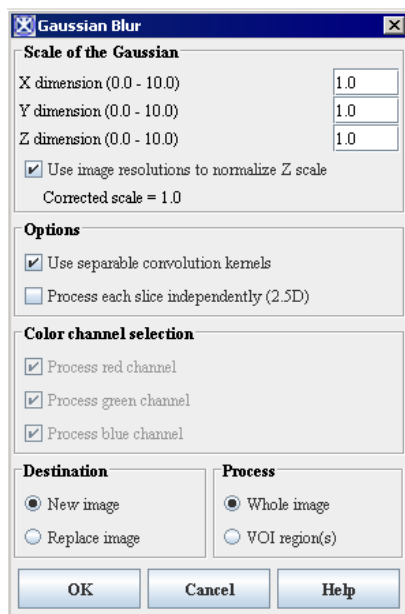 Gaussian Blur
Scale of the Gaussian
X dimension (0.0 - 10.0) 1.0
Y dimension (0.0 - 10.0) 1.0
Z dimension (0.0 - 10.0) 1.0
Use image resolutions to normalize Z scale
Corrected scale = 1.0
Options
Use separable convolution kernels
Process each slice independently (2.5D)
Color channel selection
Process red channel
Process green channel
Process blue channel
Destination
New image
Replace image
Process
Whole image
VOI region(s)
OK Cancel Help